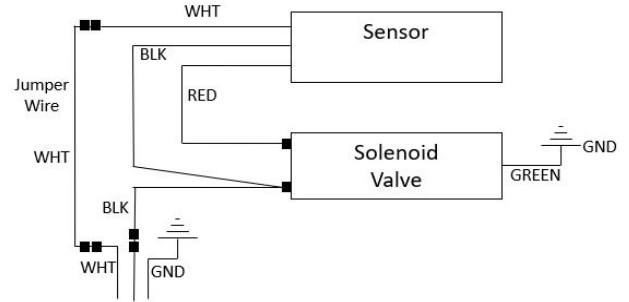 WHT
Sensor
BLK
Jumper
Wire
RED
WHT
Solenoid
Valve
GND
GREEN
BLK
WHT
GND